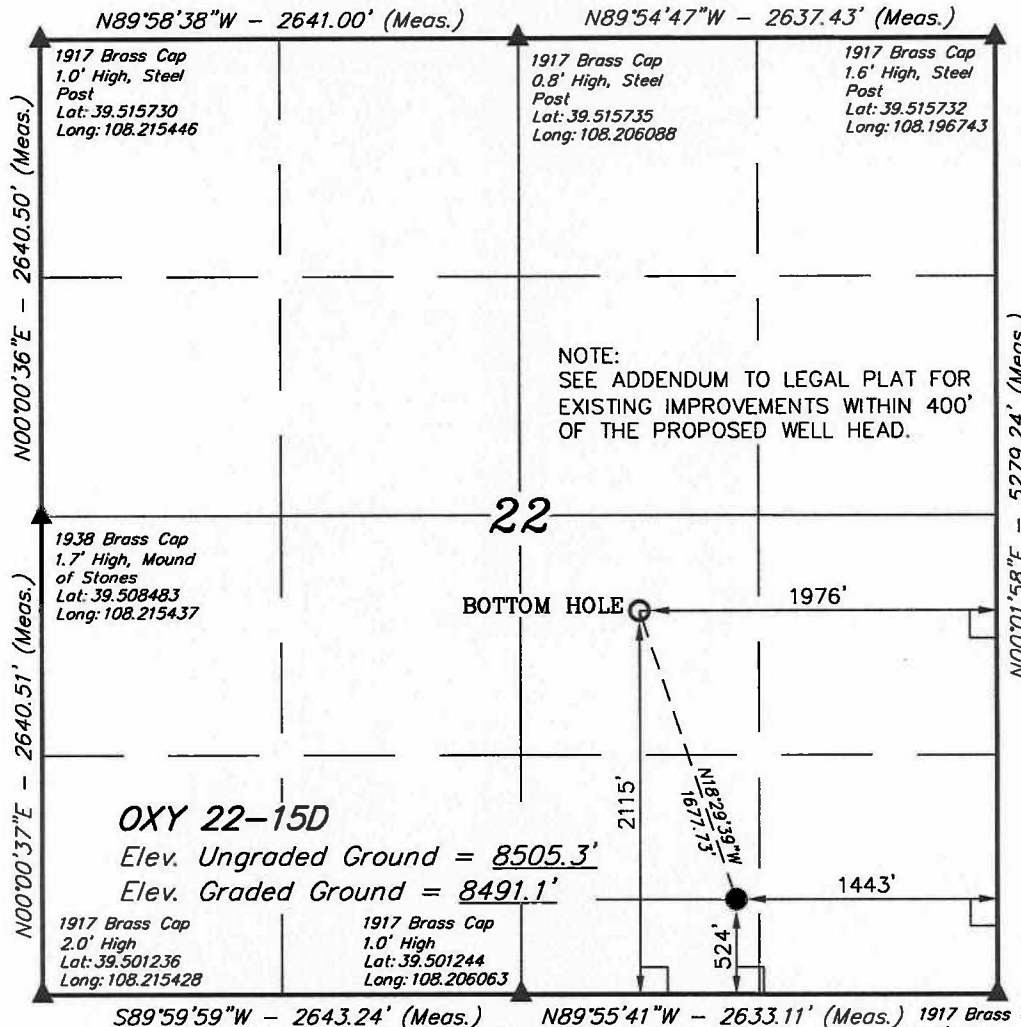 N89°58'38"W - 2641.00' (Meas.)
N89°54'47"W - 2637.43' (Meas.)
1917 Brass Cap
1.0' High, Steel
Post
Lat: 39.515730
Long: 108.215446
1917 Brass Cap
0.8' High, Steel
Post
Lat: 39.515735
Long: 108.206088
1917 Brass Cap
1.6' High, Steel
Post
Lat: 39.515732
Long: 108.196743
N00°00'36"E - 2640.50' (Meas.)
NOTE:
SEE ADDENDUM TO LEGAL PLAT FOR
EXISTING IMPROVEMENTS WITHIN 400'
OF THE PROPOSED WELL HEAD.
N00°01'58"E - 5279.24' (Meas.)
22
1938 Brass Cap
1.7' High, Mound
of Stones
Lat: 39.508483
Long: 108.215437
BOTTOM HOLE
1976'
N00°00'37"E - 2640.51' (Meas.)
2115'
N18°29'39"W
1677.73'
OXY 22-15D
Elev. Ungraded Ground = 8505.3'
Elev. Graded Ground = 8491.1'
1443'
524'
1917 Brass Cap
2.0' High
Lat: 39.501236
Long: 108.215428
1917 Brass Cap
1.0' High
Lat: 39.501244
Long: 108.206063
S89°59'59"W - 2643.24' (Meas.)
N89°55'41"W - 2633.11' (Meas.)
1917 Brass